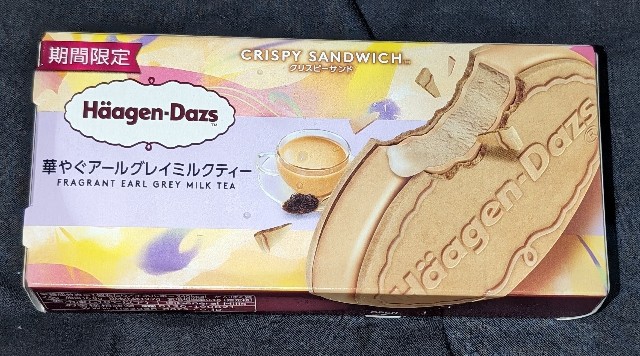 期間限定
CRISPY SANDWICH
クリスピーサンド
Häagen-Dazs
華やぐアールグレイミルクティー
FRAGRANT EARL GREY MILK TEA
Häagen-Dazs